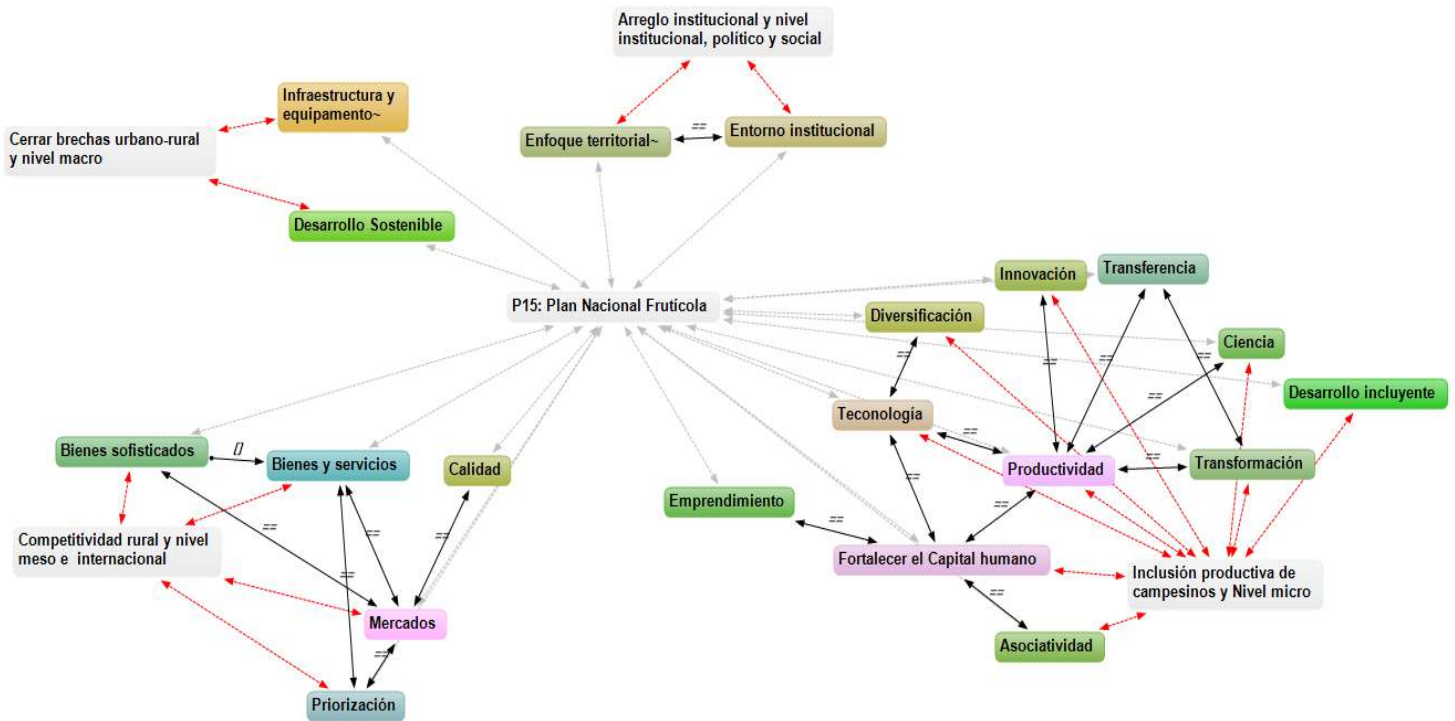 Arreglo institucional y nivel
institucional, político y social
Infraestructura y
equipamento~
Cerrar brechas urbano-rural
y nivel macro
Enfoque territorial~
==
Entorno institucional
Desarrollo Sostenible
Innovación
Transferencia
P15: Plan Nacional Frutícola
Diversificación
Ciencia
==
==
==
Desarrollo incluyente
Teconología
==
==
Bienes sofisticados
[]
Bienes y servicios
Calidad
Productividad
==
Transformación
==
Emprendimiento
==
==
==
==
Competitividad rural y nivel
meso e internacional
==
Fortalecer el Capital humano
Inclusión productiva de
campesinos y Nivel micro
Mercados
==
==
Asociatividad
Priorización